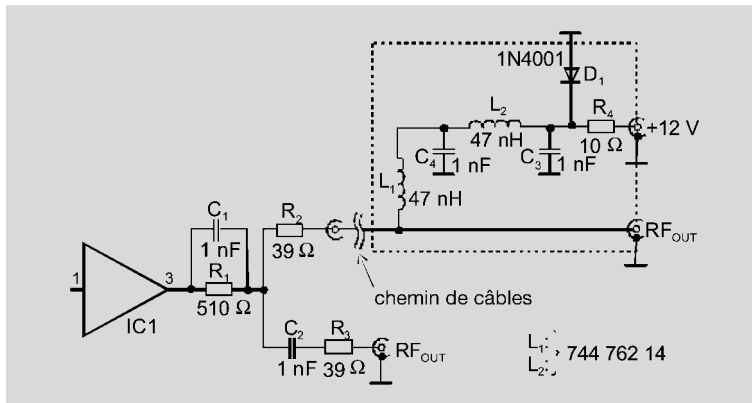 1N4001
D1
L2
47 nH
R4
10 Ω
+12 V
C4
1 nF
C3
1 nF
L1
47 nH
C1
1 nF
R1
510 Ω
R2
39 Ω
RFOUT
1
3
IC1
chemin de câbles
C2
1 nF
R3
39 Ω
RFOUT
L1:
L2:
744 762 14